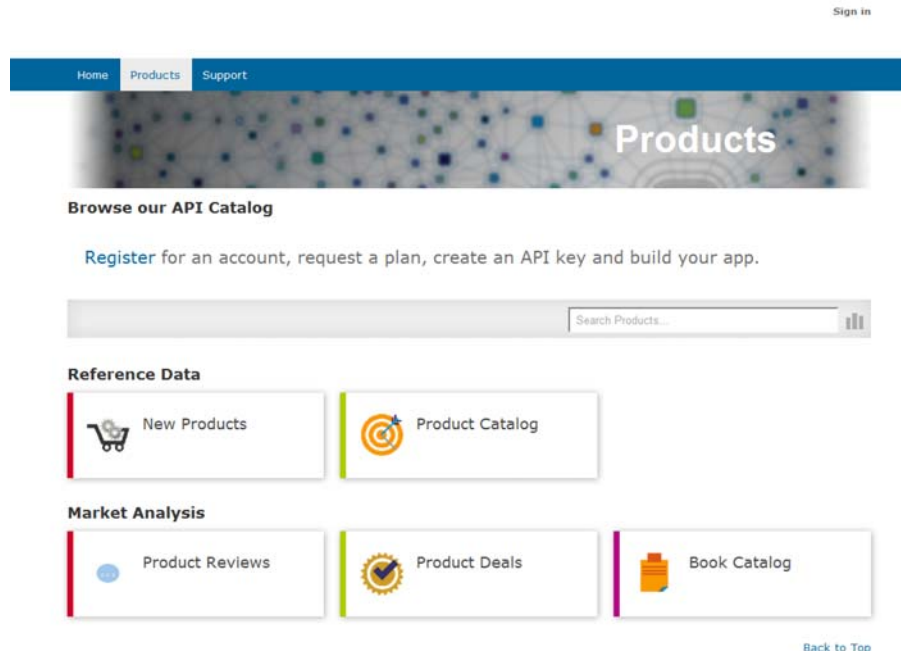 Sign in
Home Products Support
Products
Browse our API Catalog
Register for an account, request a plan, create an API key and build your app.
Search Products...
Reference Data
New Products
Product Catalog
Market Analysis
Product Reviews
Product Deals
Book Catalog
Back to Top